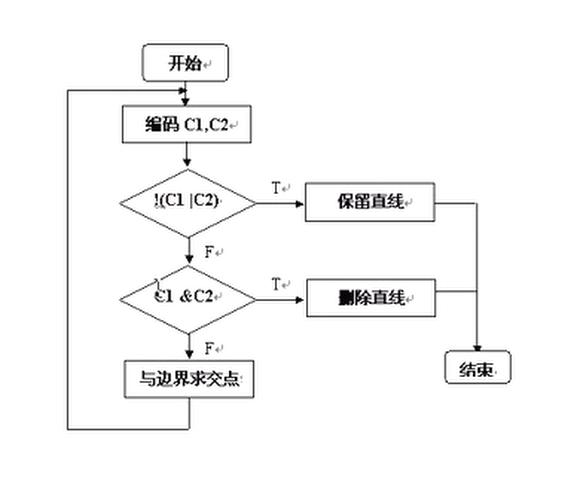 开始
编码 C1,C2
!(C1 |C2)
T
保留直线
F
C1 &C2
T
删除直线
F
与边界求交点
结束